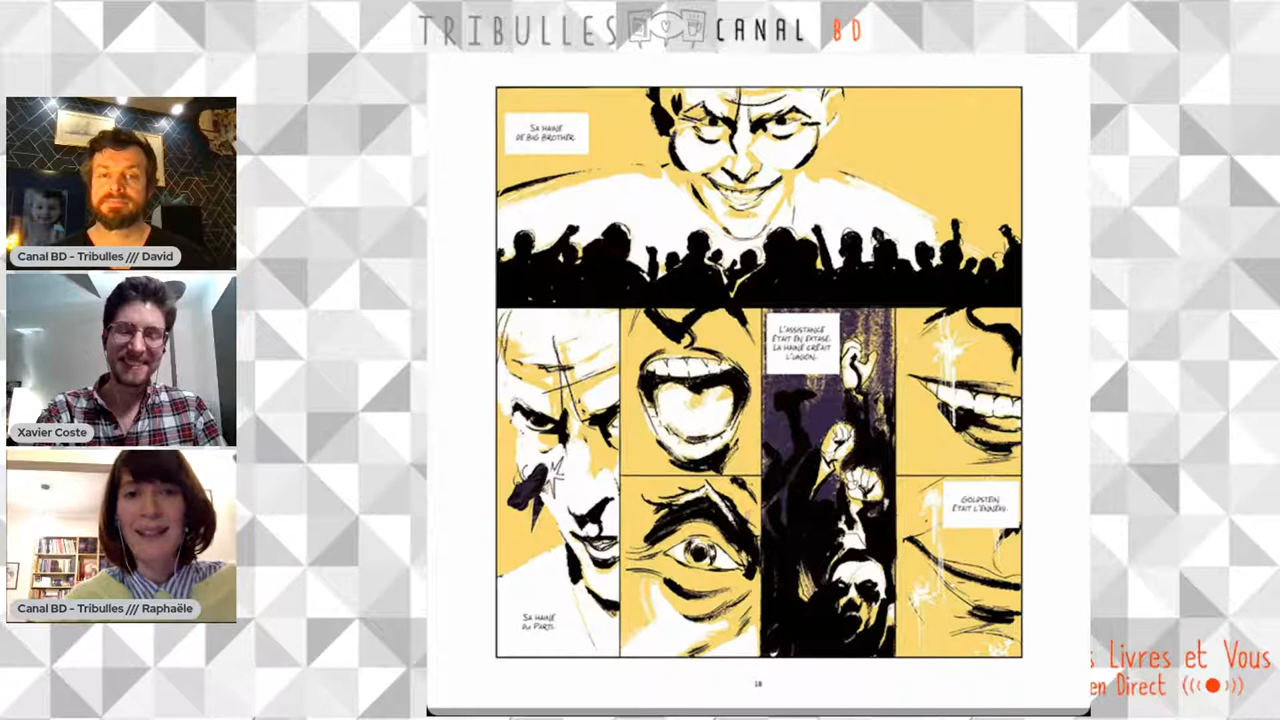 TRIBULLES CANAL BD
SA HAINE
DE BIG BROTHER.
L'ASSISTANCE
ÉTAIT EN EXTASE.
LA HAINE CRÉAIT
L'UNION.
GOLDSTEIN
ÉTAIT L'ENNEMI.
SA HAINE
DU PARTI.
18
Canal BD - Tribulles /// David
Xavier Coste
Canal BD - Tribulles /// Raphaële
s Livres et Vous
en Direct